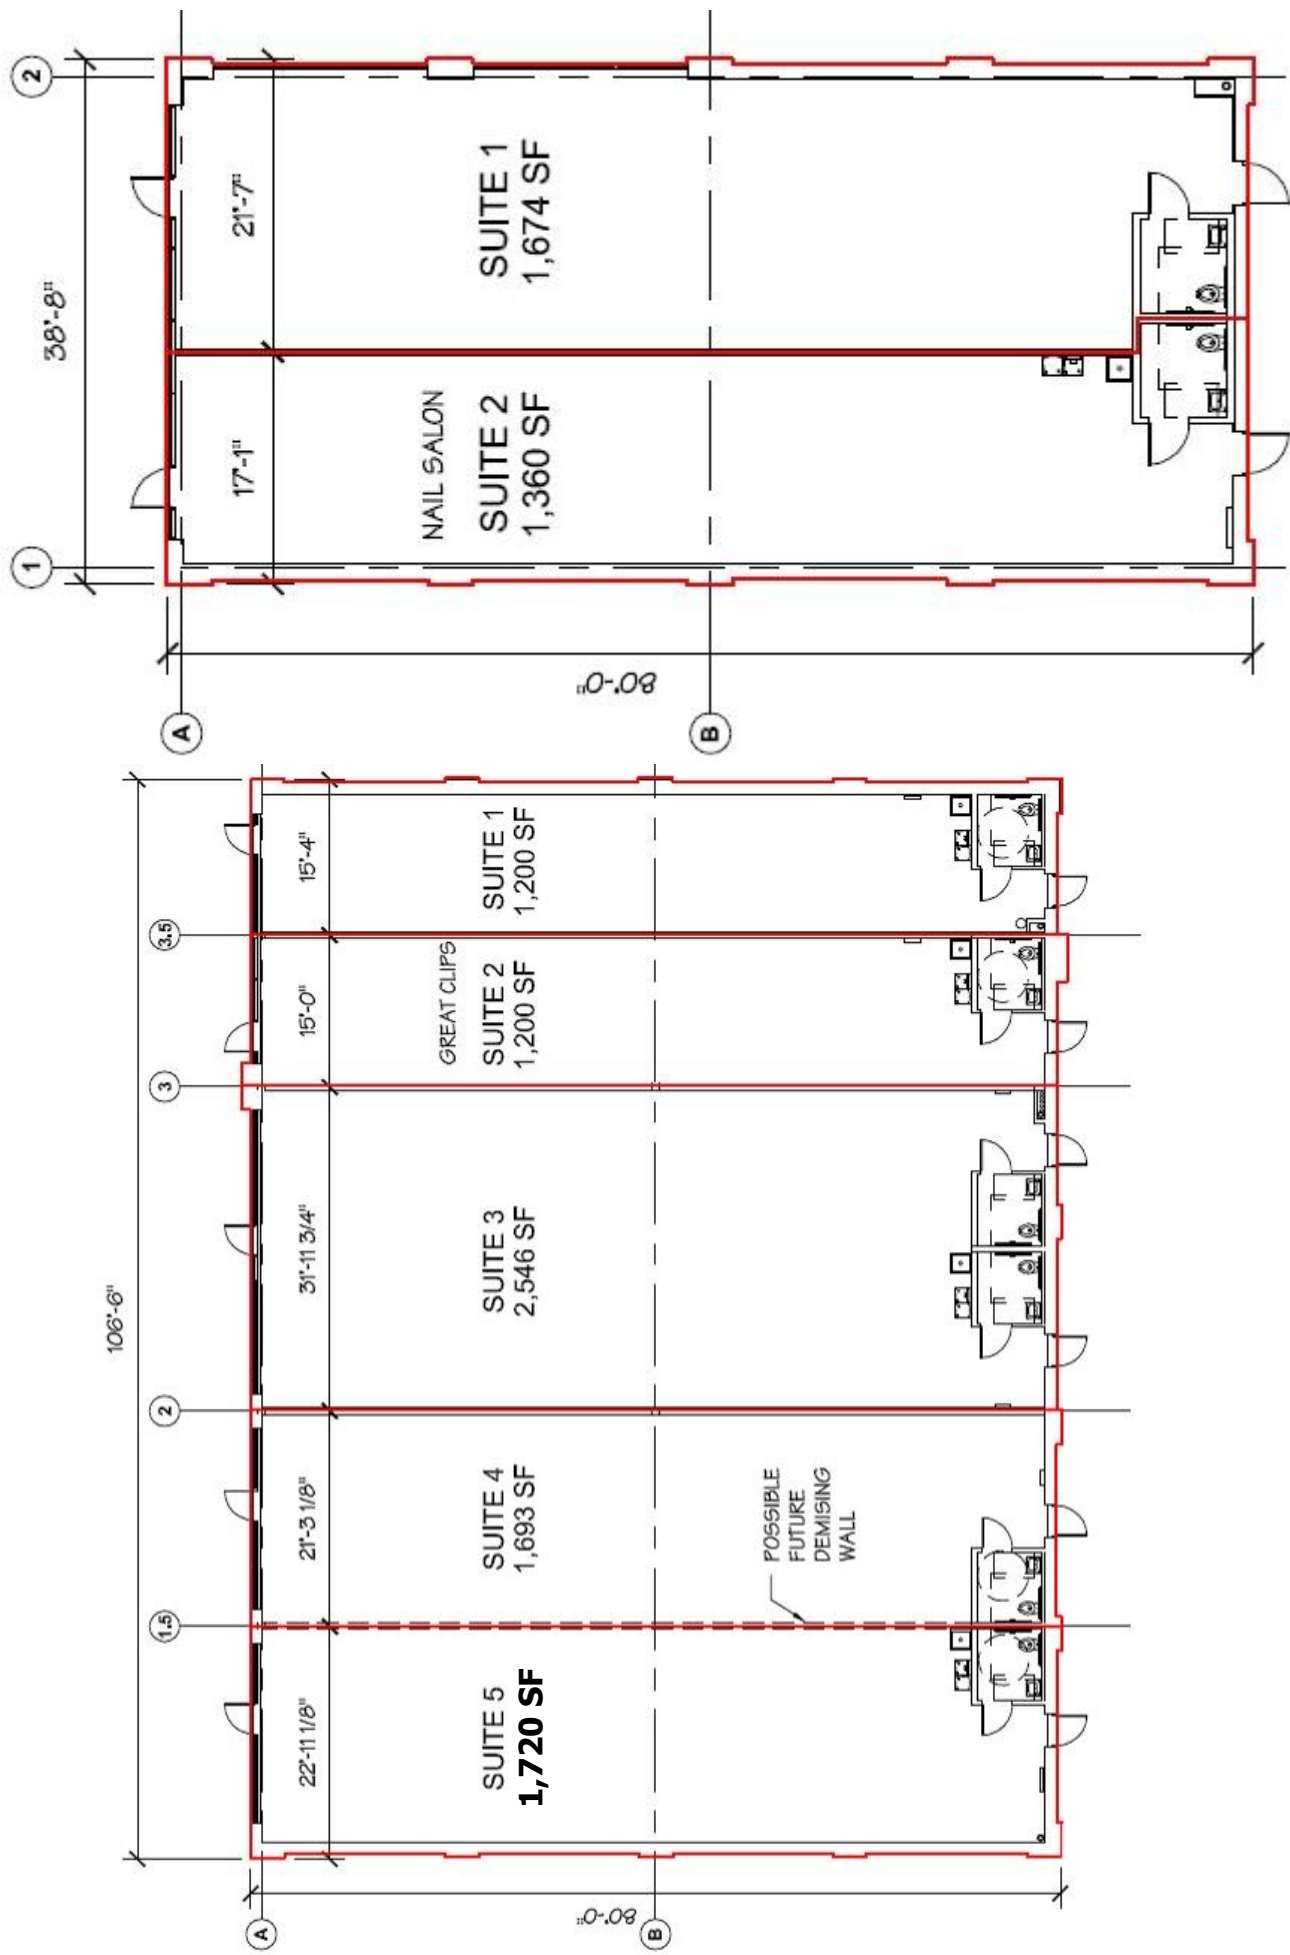 106'-6"
1.5
2
3
3.5
A
B
80'-0"
22'-11 1/8"
21'-3 1/8"
31'-11 3/4"
15'-0"
15'-4"
SUITE 5
1,720 SF
SUITE 4
1,693 SF
SUITE 3
2,546 SF
GREAT CLIPS
SUITE 2
1,200 SF
SUITE 1
1,200 SF
POSSIBLE
FUTURE
DEMISING
WALL
1
2
38'-8"
A
B
80'-0"
17'-1"
21'-7"
NAIL SALON
SUITE 2
1,360 SF
SUITE 1
1,674 SF